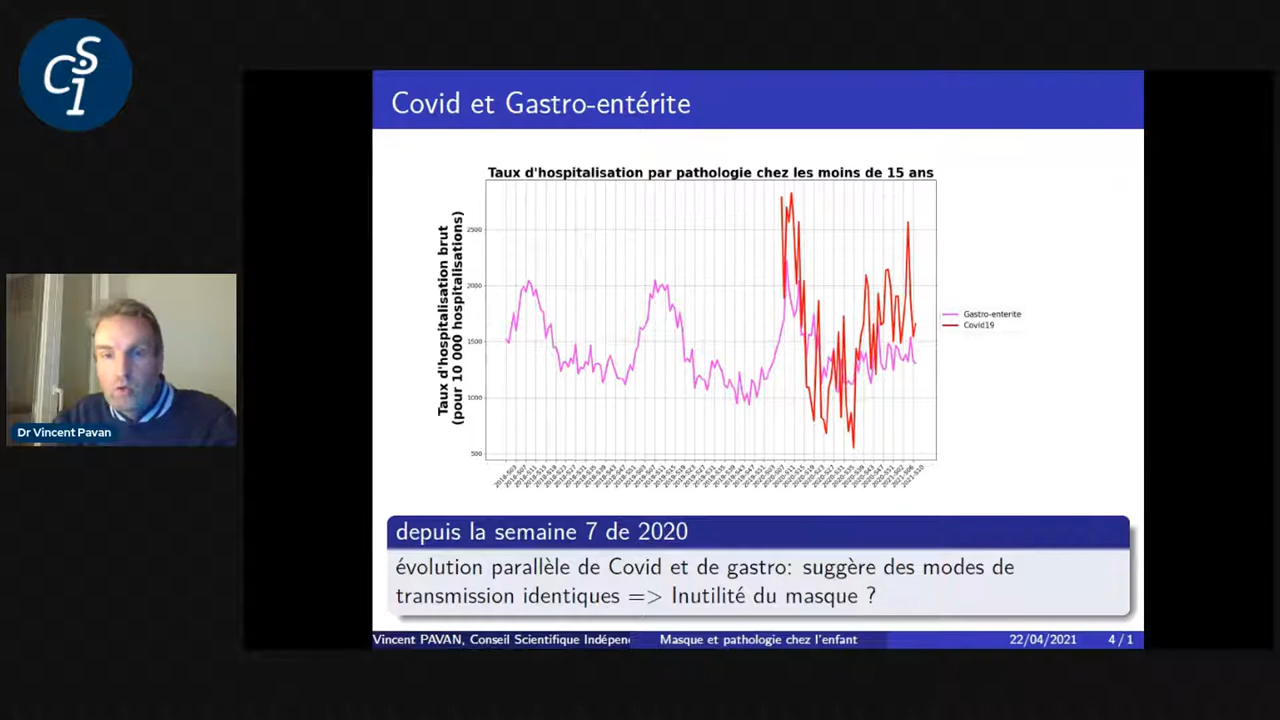 CSI
Covid et Gastro-entérite
Taux d'hospitalisation par pathologie chez les moins de 15 ans
Taux d'hospitalisation brut
(pour 10 000 hospitalisations)
2500
2000
1500
1000
500
Gastro-enterite
Covid19
Dr Vincent Pavan
depuis la semaine 7 de 2020
évolution parallèle de Covid et de gastro: suggère des modes de
transmission identiques => Inutilité du masque ?
Vincent PAVAN, Conseil Scientifique Indépen
Masque et pathologie chez l'enfant
22/04/2021
4 / 1